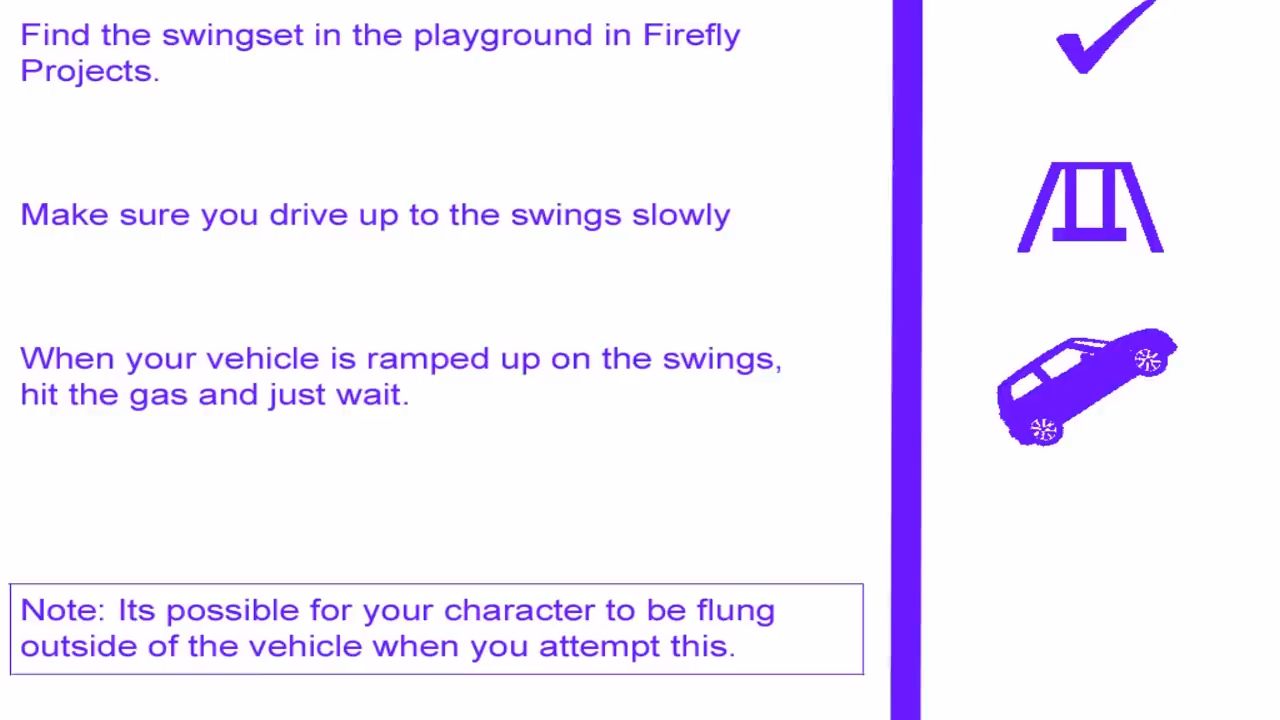 Find the swingset in the playground in Firefly
Projects.
Make sure you drive up to the swings slowly
When your vehicle is ramped up on the swings,
hit the gas and just wait.
Note: Its possible for your character to be flung
outside of the vehicle when you attempt this.